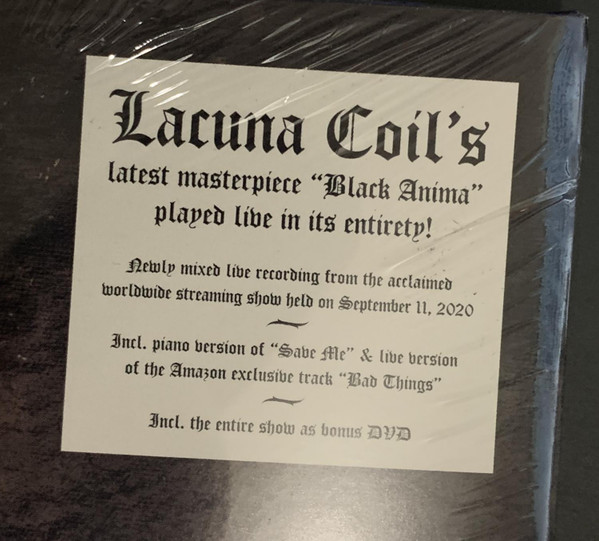 Lacuna Coil's
latest masterpiece "Black Anima"
played live in its entirety!
Newly mixed live recording from the acclaimed
worldwide streaming show held on September 11, 2020
Incl. piano version of "Save Me" & live version
of the Amazon exclusive track "Bad Things"
Incl. the entire show as bonus DVD